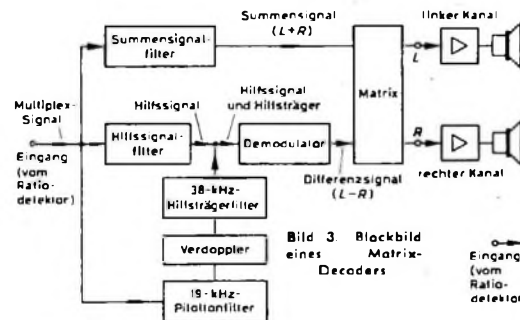 Summensignal
(L+R)
linker Kanal
Summensignal-
filter
L
Multiplex-
Signal
Hilfssignal
Hilfssignal
und Hilfsträger
Matrix
Eingang
(vom
Ratio-
detektor)
Hilfssignal-
filter
Demodulator
R
rechter Kanal
Differenzsignal
(L-R)
38-kHz-
Hilfsträgerfilter
Verdoppler
19-kHz-
Pilottonfilter
Bild 3. Blockbild
eines Matrix-
Decoders
Eingang
(vom
Ratio-
detektor)